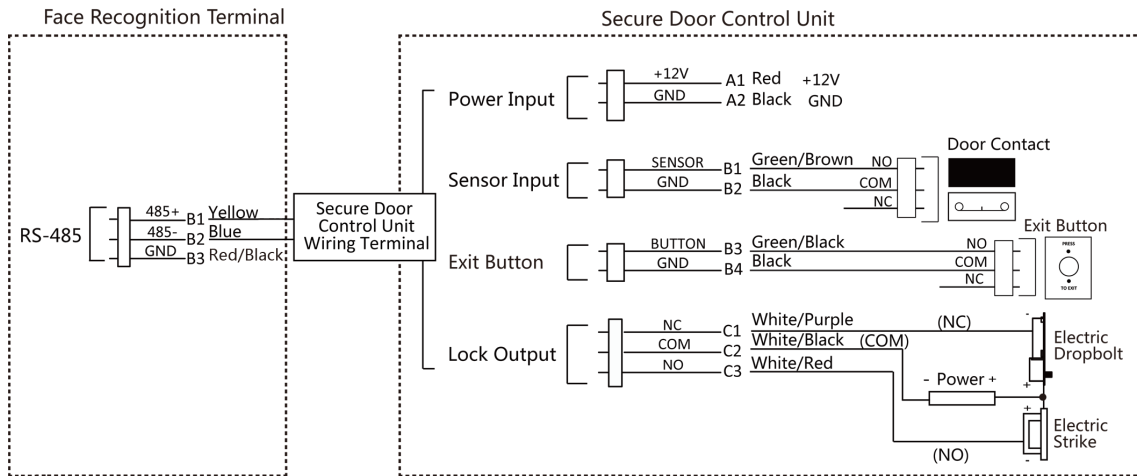 Face Recognition Terminal
Secure Door Control Unit
RS-485
485+ B1 Yellow
485- B2 Blue
GND B3 Red/Black
Secure Door
Control Unit
Wiring Terminal
Power Input
+12V A1 Red +12V
GND A2 Black GND
Sensor Input
SENSOR B1 Green/Brown NO
GND B2 Black COM
NC
Door Contact
Exit Button
BUTTON B3 Green/Black NO
GND B4 Black COM
NC
Exit Button
PRESS
TO EXIT
Lock Output
NC C1 White/Purple (NC)
COM C2 White/Black (COM)
NO C3 White/Red
- Power +
(NO)
-
Electric
Dropbolt
+
+
Electric
Strike
-